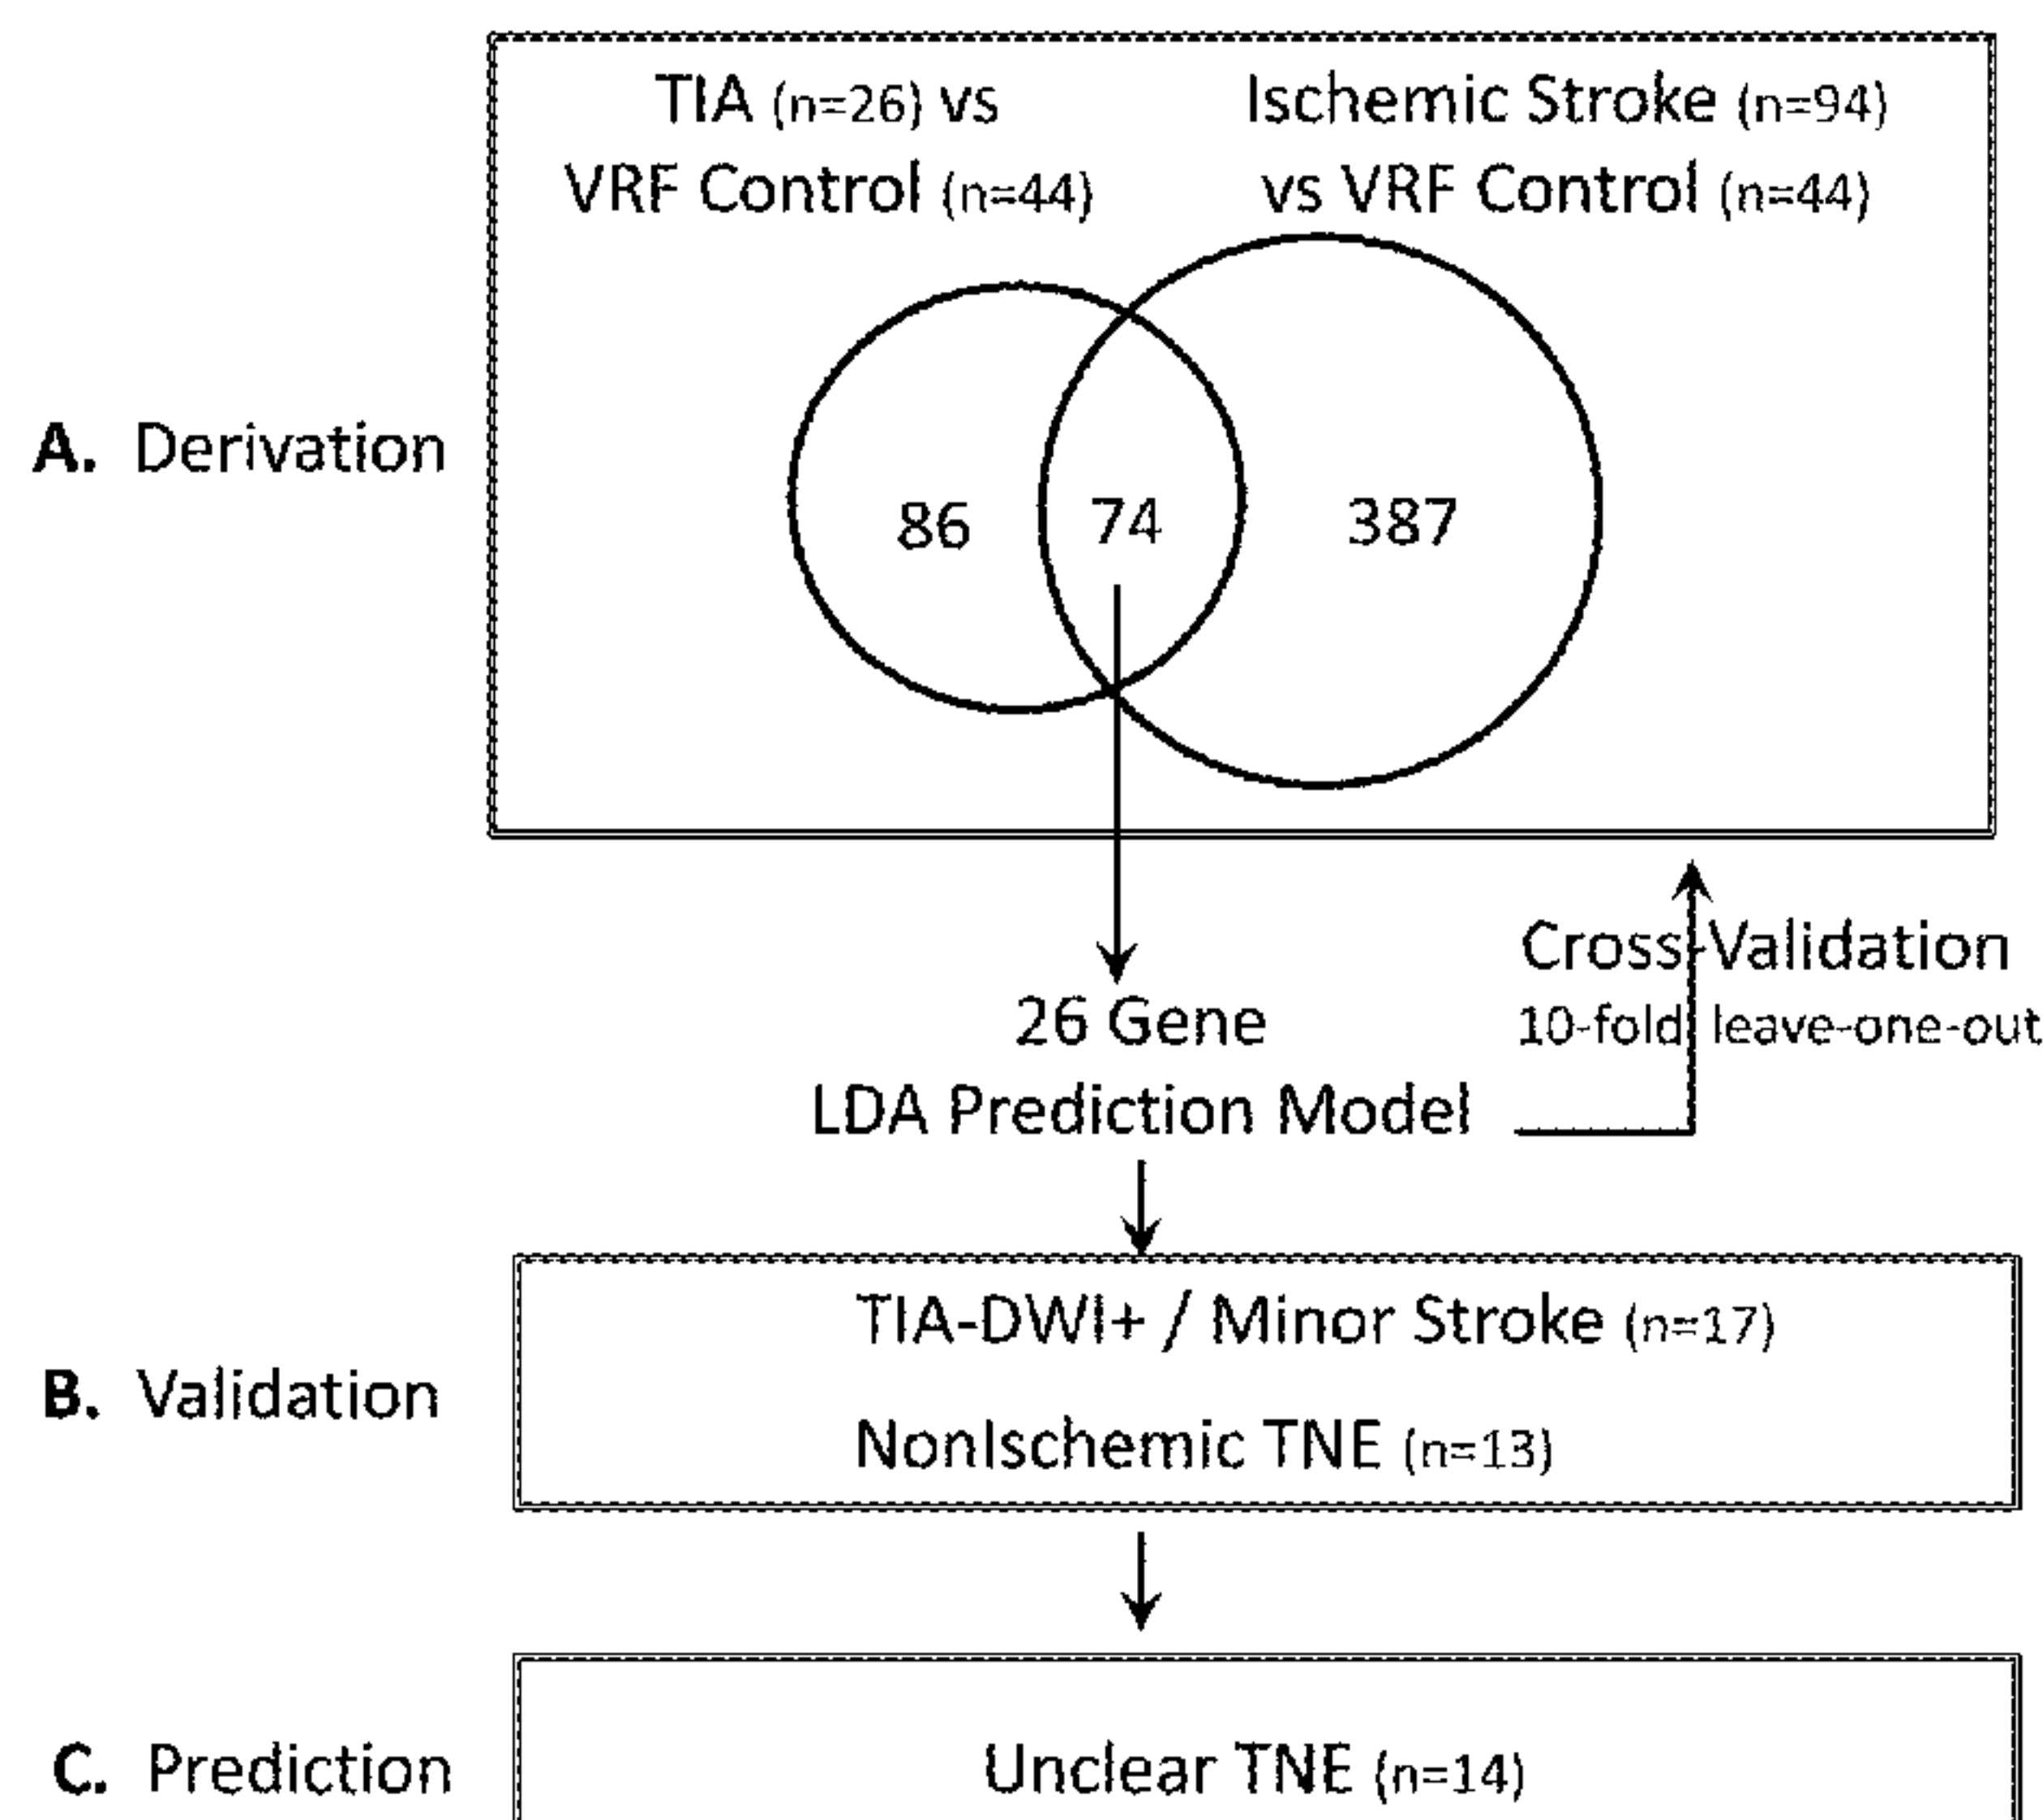 TIA (n=26) vs
VRF Control (n=44)
Ischemic Stroke (n=94)
vs VRF Control (n=44)
A. Derivation
86
74
387
Cross-Validation
10-fold leave-one-out
26 Gene
LDA Prediction Model
TIA-DWI+ / Minor Stroke (n=17)
B. Validation
NonIschemic TNE (n=13)
C. Prediction
Unclear TNE (n=14)